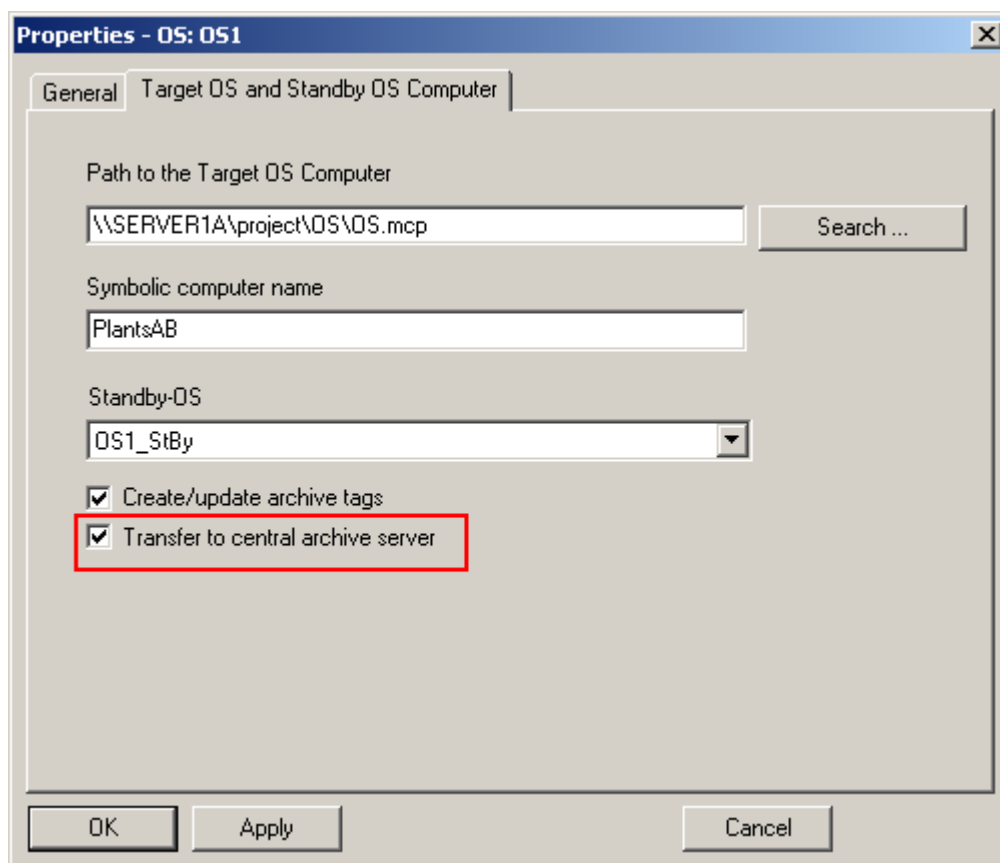 Properties - OS: OS1
General
Target OS and Standby OS Computer
Path to the Target OS Computer
\\SERVER1A\project\OS\OS.mcp
Search ...
Symbolic computer name
PlantsAB
Standby-OS
OS1_StBy
Create/update archive tags
Transfer to central archive server
OK
Apply
Cancel